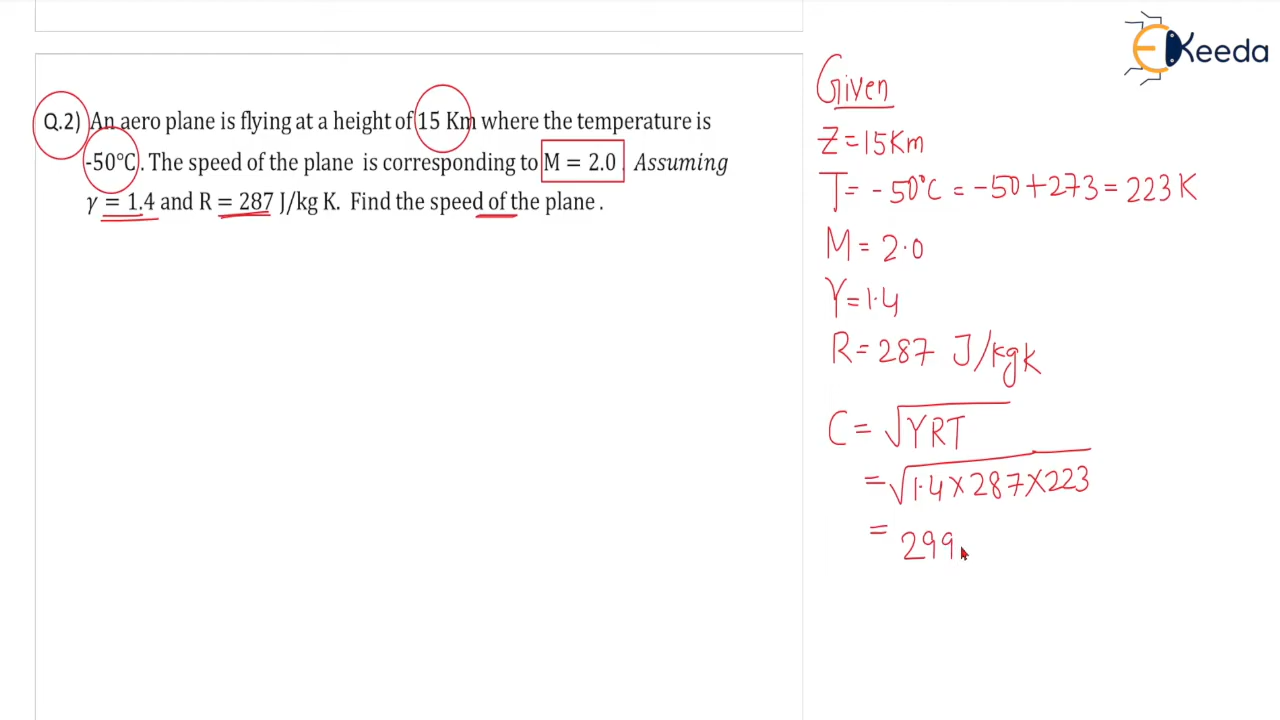 EKeeda
Q.2) An aero plane is flying at a height of 15 Km where the temperature is
-50°C. The speed of the plane is corresponding to M = 2.0 . Assuming
γ = 1.4 and R = 287 J/kg K. Find the speed of the plane .
Given
Z = 15Km
T = -50°C = -50+273 = 223 K
M = 2.0
γ = 1.4
R = 287 J/kgk
C = √γRT
= √1.4×287×223
= 299